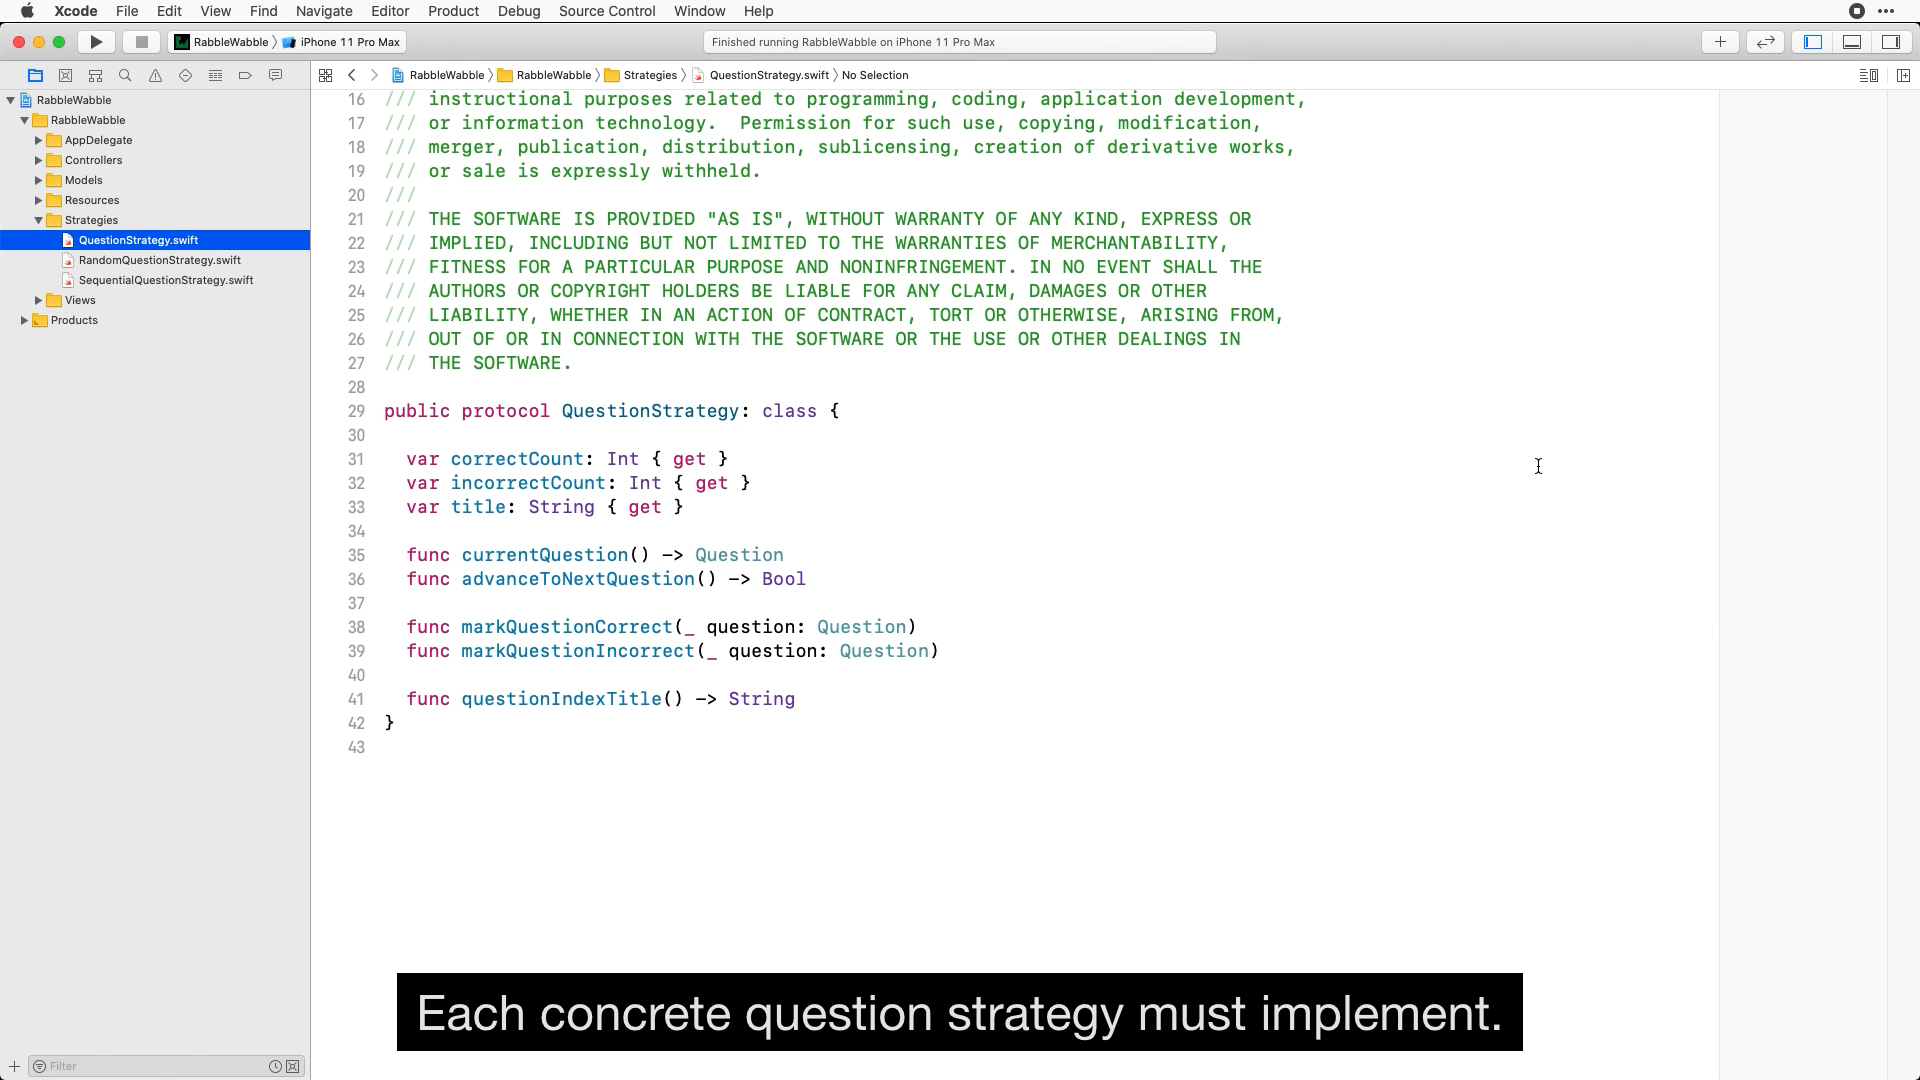 Xcode File Edit View Find Navigate Editor Product Debug Source Control Window Help
RabbleWabble iPhone 11 Pro Max
Finished running RabbleWabble on iPhone 11 Pro Max
RabbleWabble RabbleWabble Strategies QuestionStrategy.swift No Selection
RabbleWabble
RabbleWabble
AppDelegate
Controllers
Models
Resources
Strategies
QuestionStrategy.swift
RandomQuestionStrategy.swift
SequentialQuestionStrategy.swift
Views
Products
Filter
16 /// instructional purposes related to programming, coding, application development,
17 /// or information technology.  Permission for such use, copying, modification,
18 /// merger, publication, distribution, sublicensing, creation of derivative works,
19 /// or sale is expressly withheld.
20 ///
21 /// THE SOFTWARE IS PROVIDED "AS IS", WITHOUT WARRANTY OF ANY KIND, EXPRESS OR
22 /// IMPLIED, INCLUDING BUT NOT LIMITED TO THE WARRANTIES OF MERCHANTABILITY,
23 /// FITNESS FOR A PARTICULAR PURPOSE AND NONINFRINGEMENT. IN NO EVENT SHALL THE
24 /// AUTHORS OR COPYRIGHT HOLDERS BE LIABLE FOR ANY CLAIM, DAMAGES OR OTHER
25 /// LIABILITY, WHETHER IN AN ACTION OF CONTRACT, TORT OR OTHERWISE, ARISING FROM,
26 /// OUT OF OR IN CONNECTION WITH THE SOFTWARE OR THE USE OR OTHER DEALINGS IN
27 /// THE SOFTWARE.
28
29 public protocol QuestionStrategy: class {
30
31 var correctCount: Int { get }
32 var incorrectCount: Int { get }
33 var title: String { get }
34
35 func currentQuestion() -> Question
36 func advanceToNextQuestion() -> Bool
37
38 func markQuestionCorrect(_ question: Question)
39 func markQuestionIncorrect(_ question: Question)
40
41 func questionIndexTitle() -> String
42 }
43
Each concrete question strategy must implement.